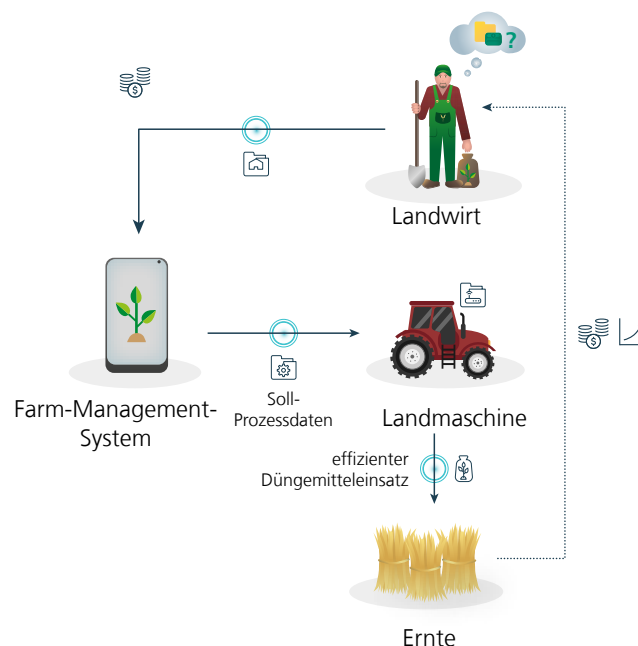 ?
Landwirt
Farm-Management-
System
Soll-
Prozessdaten
Landmaschine
effizienter
Düngemitteleinsatz
Ernte